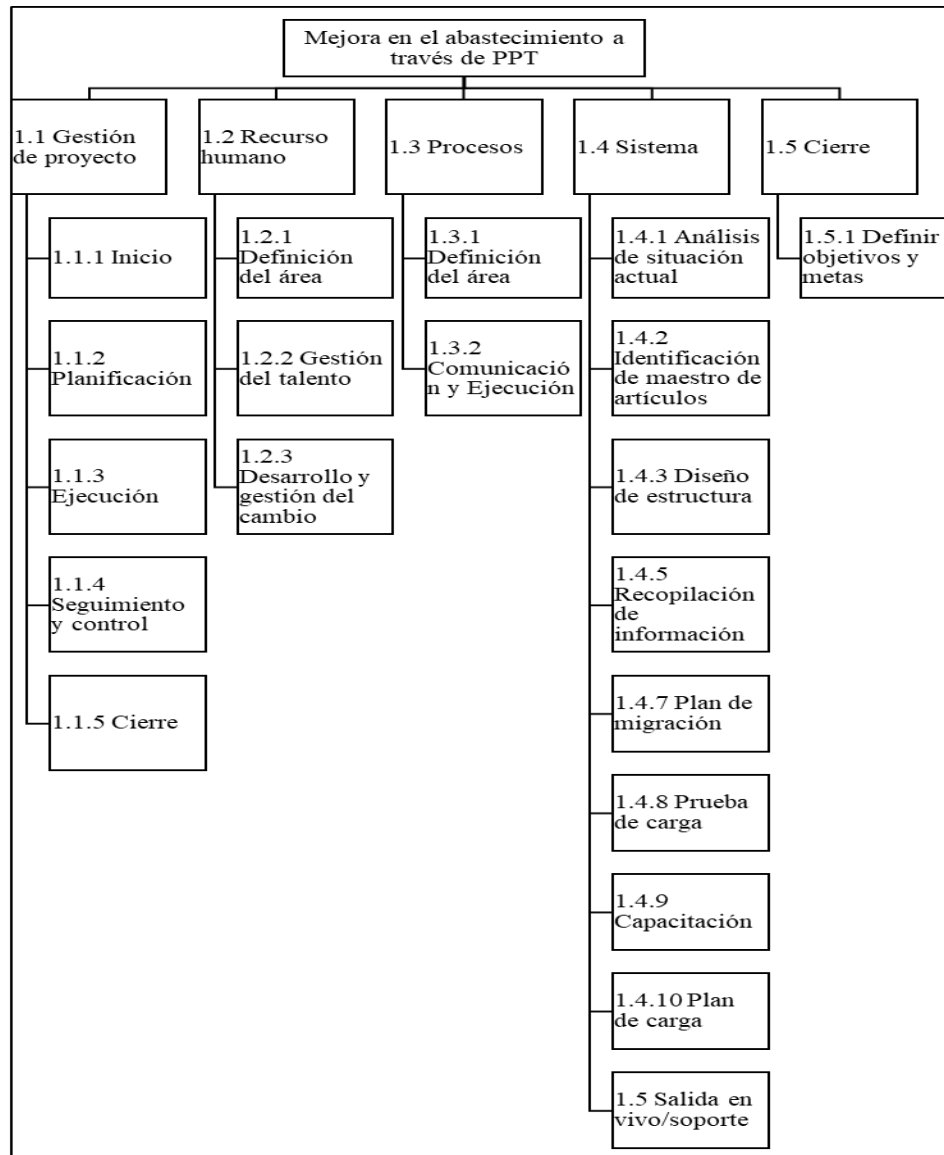 Mejora en el abastecimiento a
través de PPT
1.1 Gestión
de proyecto
1.1.1 Inicio
1.1.2
Planificación
1.1.3
Ejecución
1.1.4
Seguimiento
y control
1.1.5 Cierre
1.2 Recurso
humano
1.2.1
Definición
del área
1.2.2 Gestión
del talento
1.2.3
Desarrollo y
gestión del
cambio
1.3 Procesos
1.3.1
Definición
del área
1.3.2
Comunicació
n y Ejecución
1.4 Sistema
1.4.1 Análisis
de situación
actual
1.4.2
Identificación
de maestro de
artículos
1.4.3 Diseño
de estructura
1.4.5
Recopilación
de
información
1.4.7 Plan de
migración
1.4.8 Prueba
de carga
1.4.9
Capacitación
1.4.10 Plan
de carga
1.5 Salida en
vivo/soporte
1.5 Cierre
1.5.1 Definir
objetivos y
metas